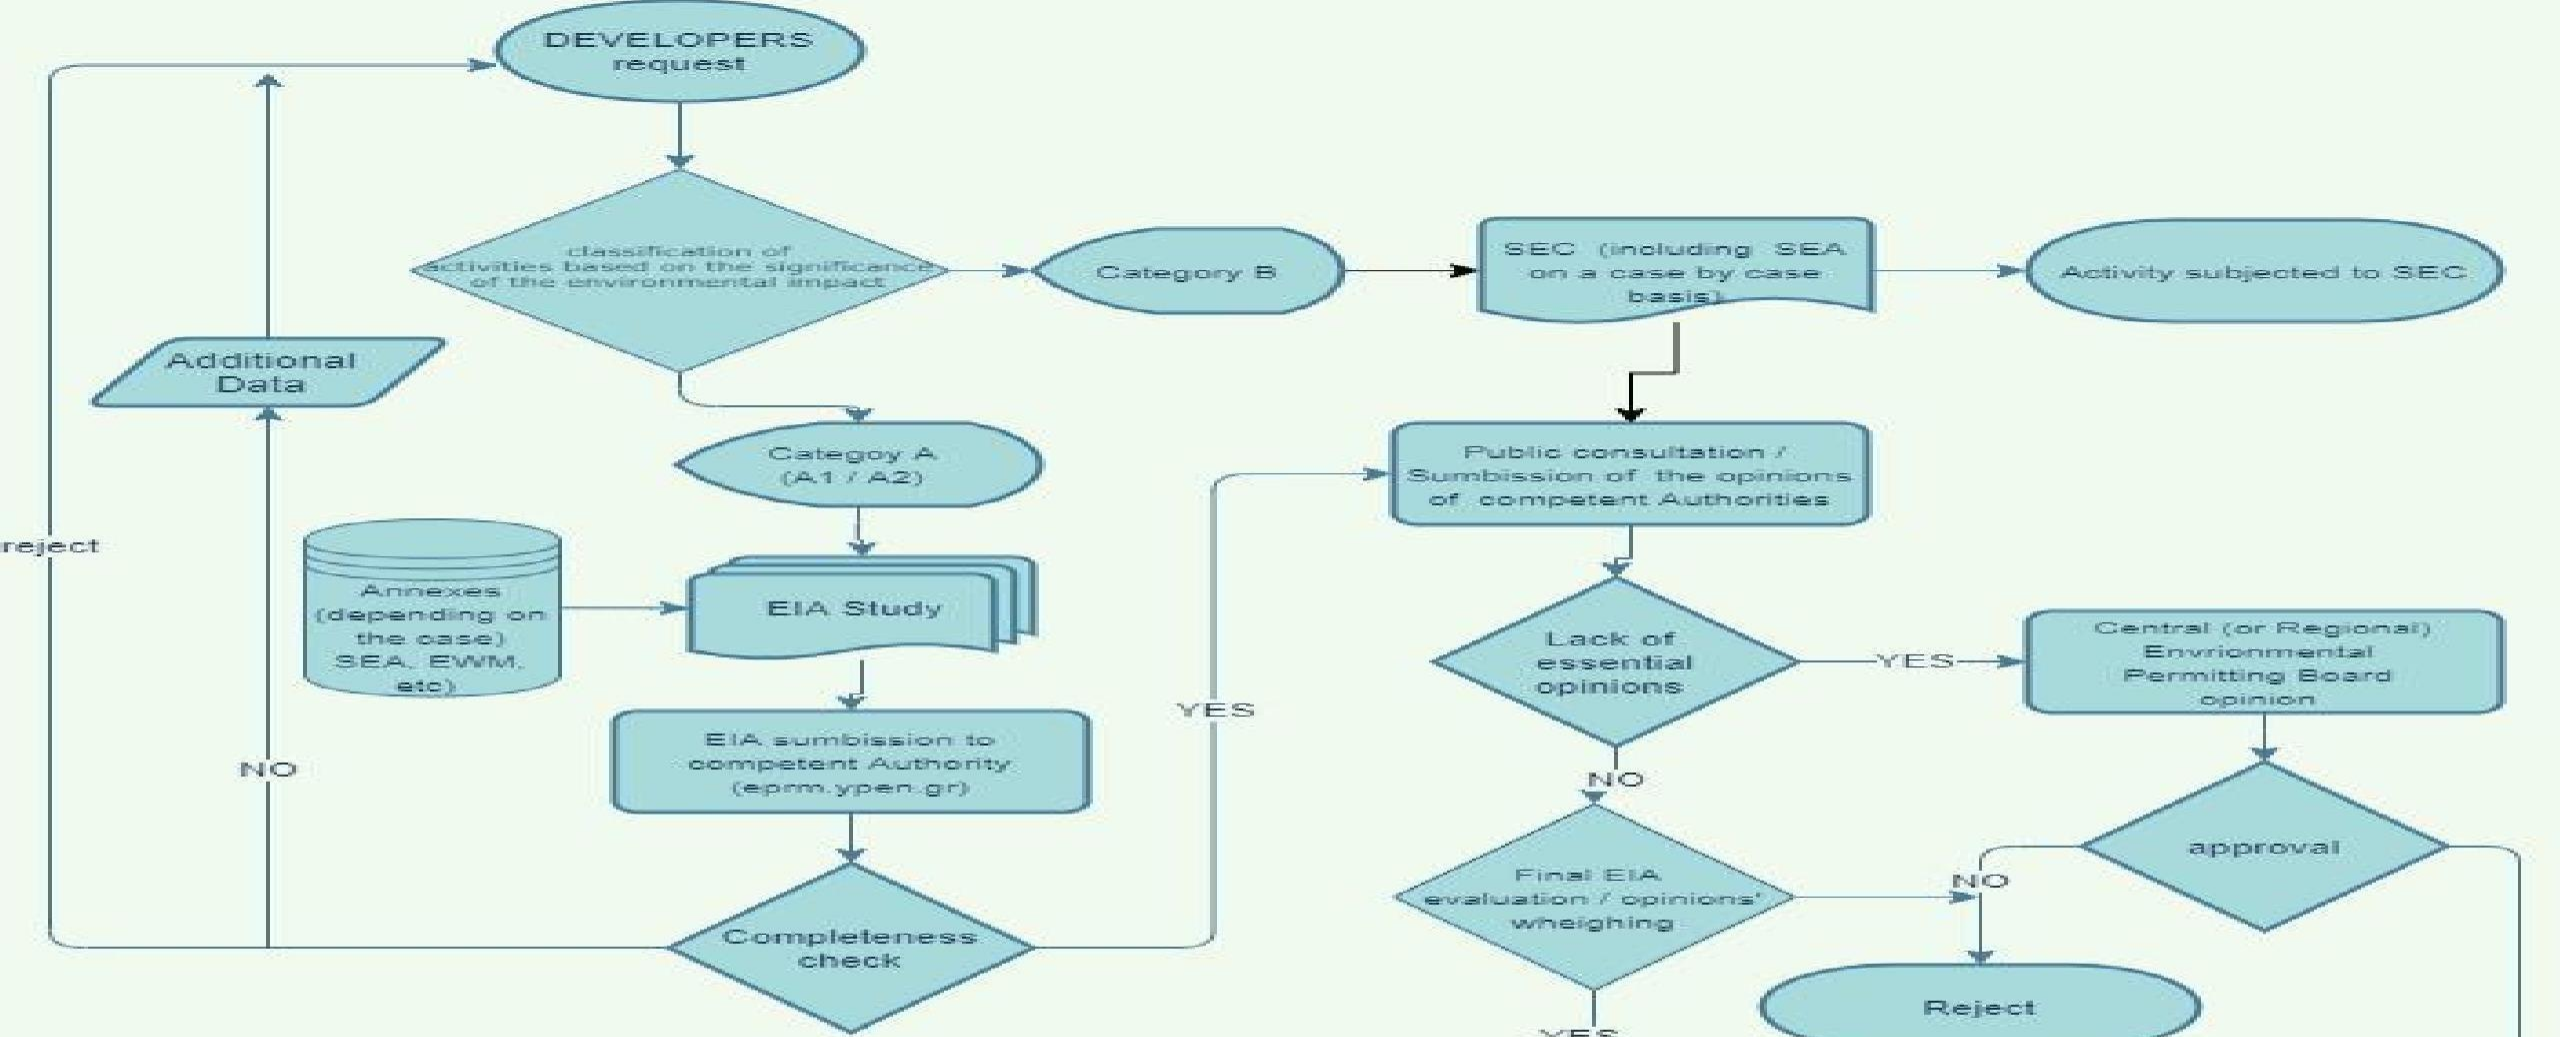 DEVELOPERS
request
classification of
activities based on the significance
of the environmental impact
Category B
SEC (including SEA
on a case by case
basis)
Activity subjected to SEC
Additional
Data
Categoy A
(A1 / A2)
Public consultation /
Sumbission of the opinions
of competent Authorities
reject
Annexes
(depending on
the case)
SEA, EWM,
etc)
EIA Study
Lack of
essential
opinions
YES
Central (or Regional)
Envrionmental
Permitting Board
opinion
YES
EIA sumbission to
competent Authority
(eprm.ypen.gr)
NO
NO
approval
Final EIA
evaluation / opinions'
wheighing
NO
Completeness
check
Reject
YES